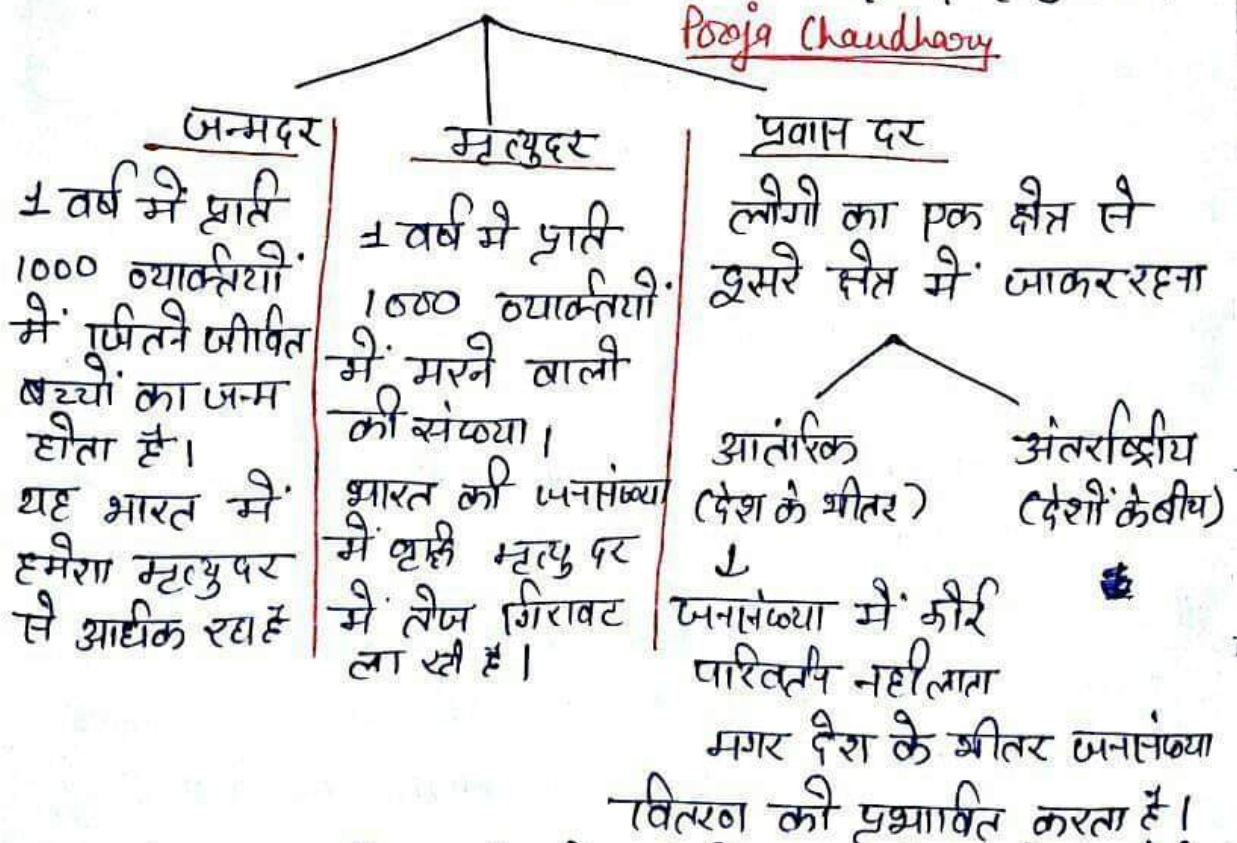 Pooja Chaudhary
जन्मदर
1 वर्ष में प्रति
1000 व्यक्तियों
में जितने जीवित
बच्चों का जन्म
होता है।
यह भारत में
हमेशा मृत्यु दर
से अधिक रहा है
मृत्युदर
1 वर्ष मे प्रति
1000 व्यक्तियों
में मरने वालो
की संख्या।
भारत की जनसंख्या
में मृत्यु दर
में तेज गिरावट
ला रही है।
प्रवास दर
लोगो का एक क्षेत्र से
दूसरे क्षेत्र में जाकर रहना
आतंरिक
(देश के भीतर)
↓
जनसंख्या में कोई
परिवर्तन नहीं लाता
मगर देश के भीतर जनसंख्या
वितरण को प्रभावित करता है।
अंतर्राष्ट्रीय
(देशों के बीच)